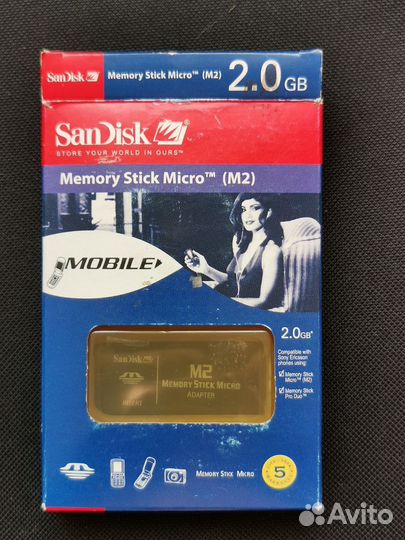 SanDisk Memory Stick Micro™ (M2) 2.0 GB
SanDisk
STORE YOUR WORLD IN OURS™
Memory Stick Micro™ (M2)
MOBILE
2.0GB*
Compatible with
Sony Ericsson
phones using:
Memory Stick
Micro™ (M2)
Memory Stick
Pro Duo™
SanDisk
M2
MEMORY STICK MICRO
ADAPTER
INSERT
MEMORY STICK MICRO
5
Avito